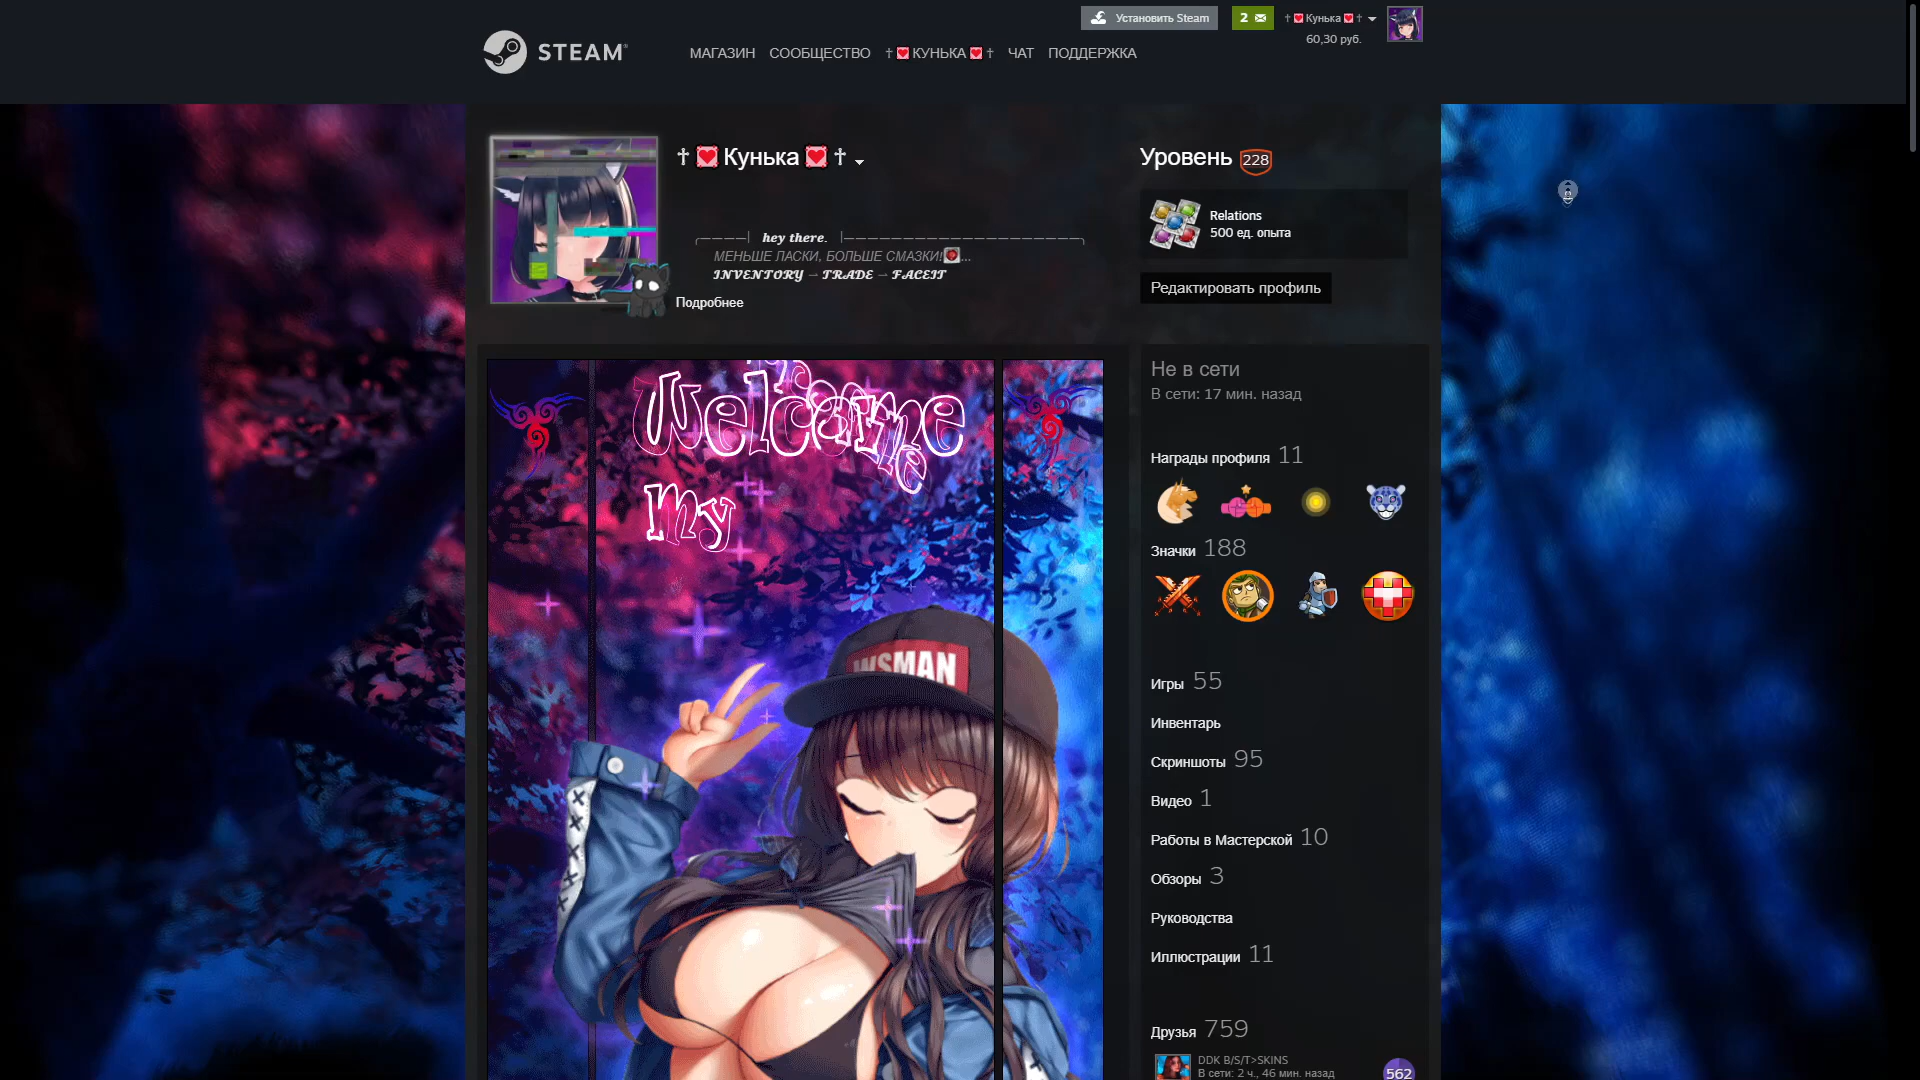 Установить Steam
2
† 💟 Кунька 💟 †
60,30 руб.
STEAM
МАГАЗИН
СООБЩЕСТВО
† 💟 КУНЬКА 💟 †
ЧАТ
ПОДДЕРЖКА
† 💟 Кунька 💟 †
hey there.
МЕНЬШЕ ЛАСКИ, БОЛЬШЕ СМАЗКИ!...
INVENTORY – TRADE – FACEIT
Подробнее
Уровень 228
Relations
500 ед. опыта
Редактировать профиль
Welcome
My
WSMAN
Не в сети
В сети: 17 мин. назад
Награды профиля 11
Значки 188
Игры 55
Инвентарь
Скриншоты 95
Видео 1
Работы в Мастерской 10
Обзоры 3
Руководства
Иллюстрации 11
Друзья 759
DDK B/S/T>SKINS
В сети: 2 ч., 46 мин. назад
562